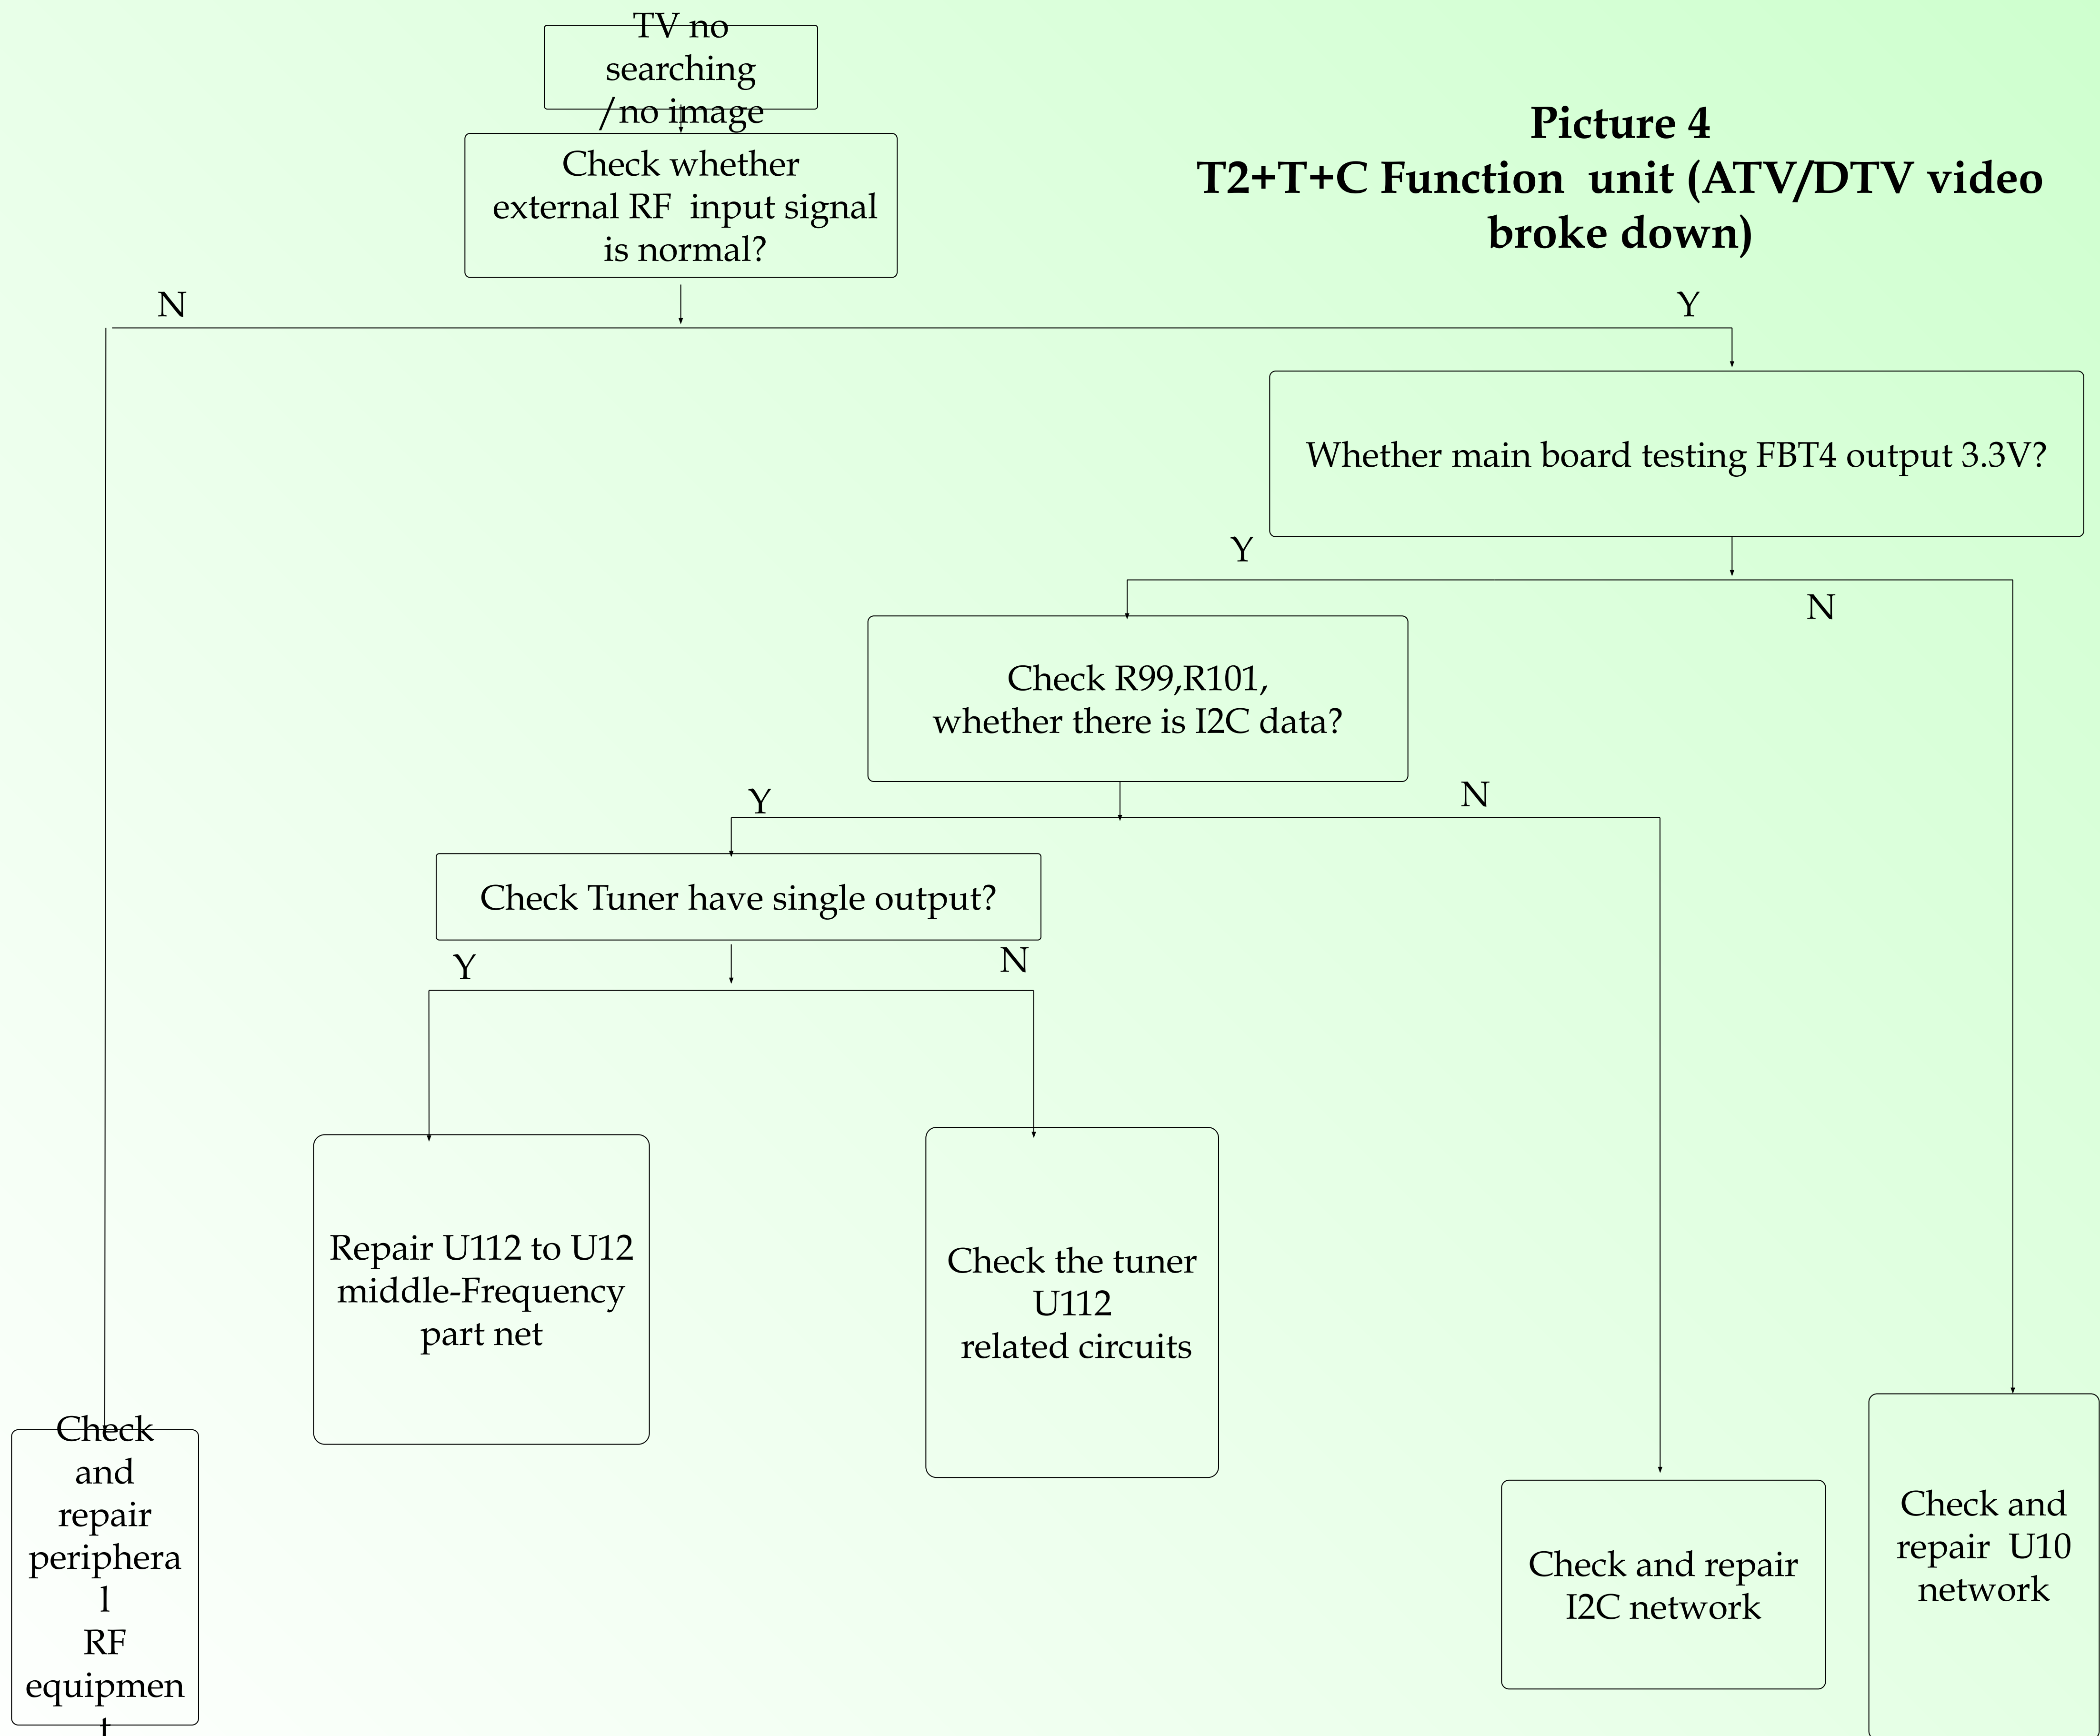 TV no
searching
/no image
Picture 4
T2+T+C Function unit (ATV/DTV video
broke down)
Check whether
external RF input signal
is normal?
N
Y
Whether main board testing FBT4 output 3.3V?
Y
N
Check R99,R101,
whether there is I2C data?
Y
N
Check Tuner have single output?
Y
N
Repair U112 to U12
middle-Frequency
part net
Check the tuner
U112
related circuits
Check
and
repair
periphera
l
RF
equipmen
t
Check and repair
I2C network
Check and
repair U10
network